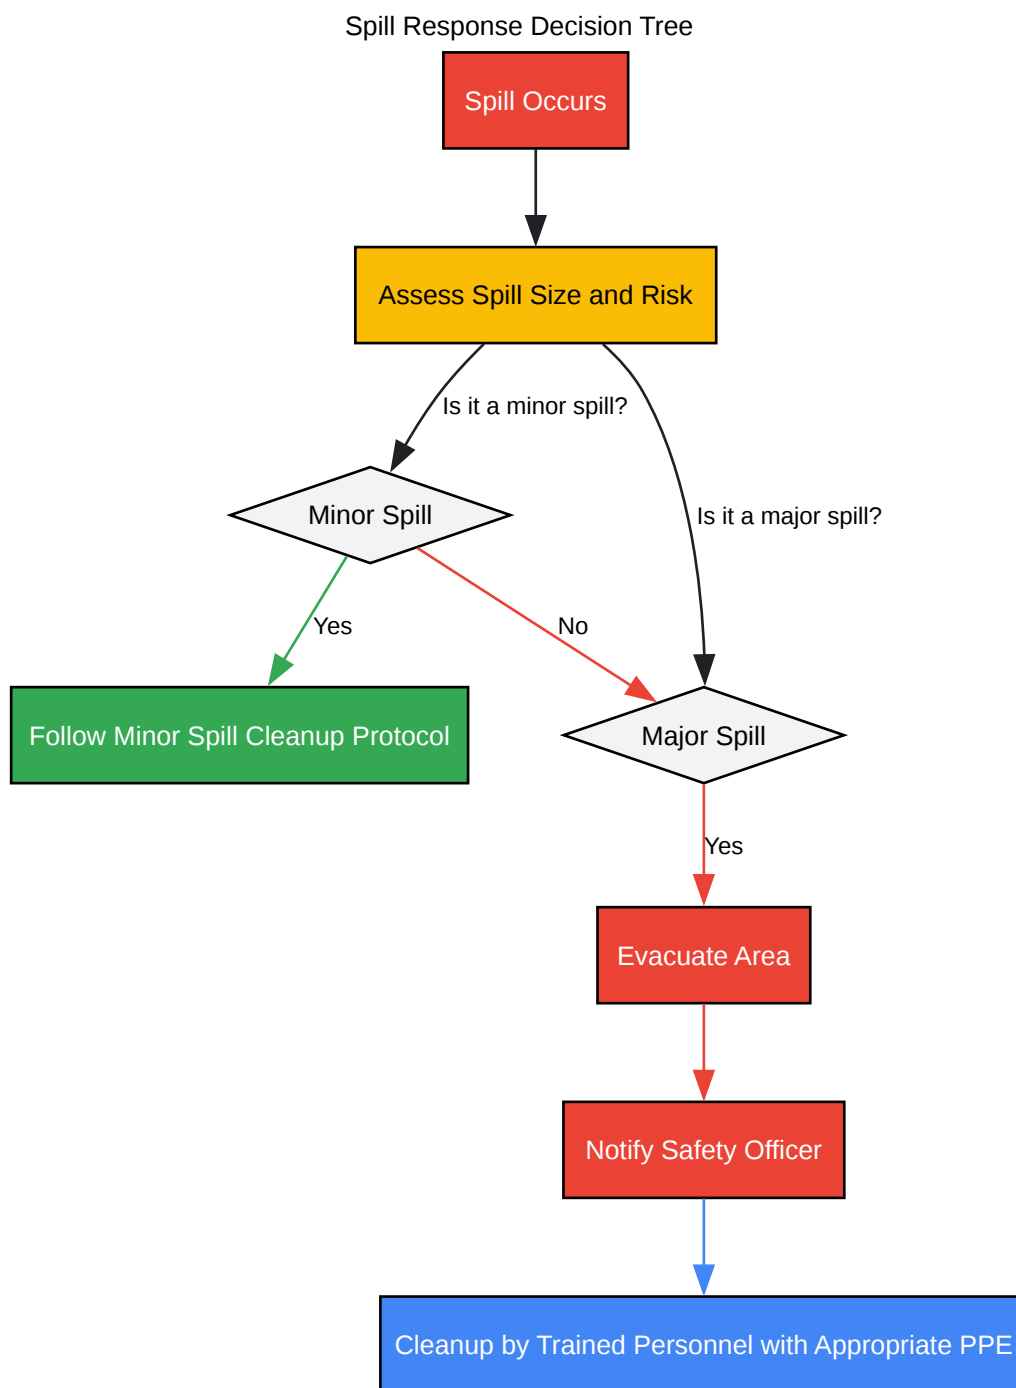 Spill Response Decision Tree
Spill Occurs
Assess Spill Size and Risk
Is it a minor spill?
Minor Spill
Is it a major spill?
Yes
No
Follow Minor Spill Cleanup Protocol
Major Spill
Yes
Evacuate Area
Notify Safety Officer
Cleanup by Trained Personnel with Appropriate PPE